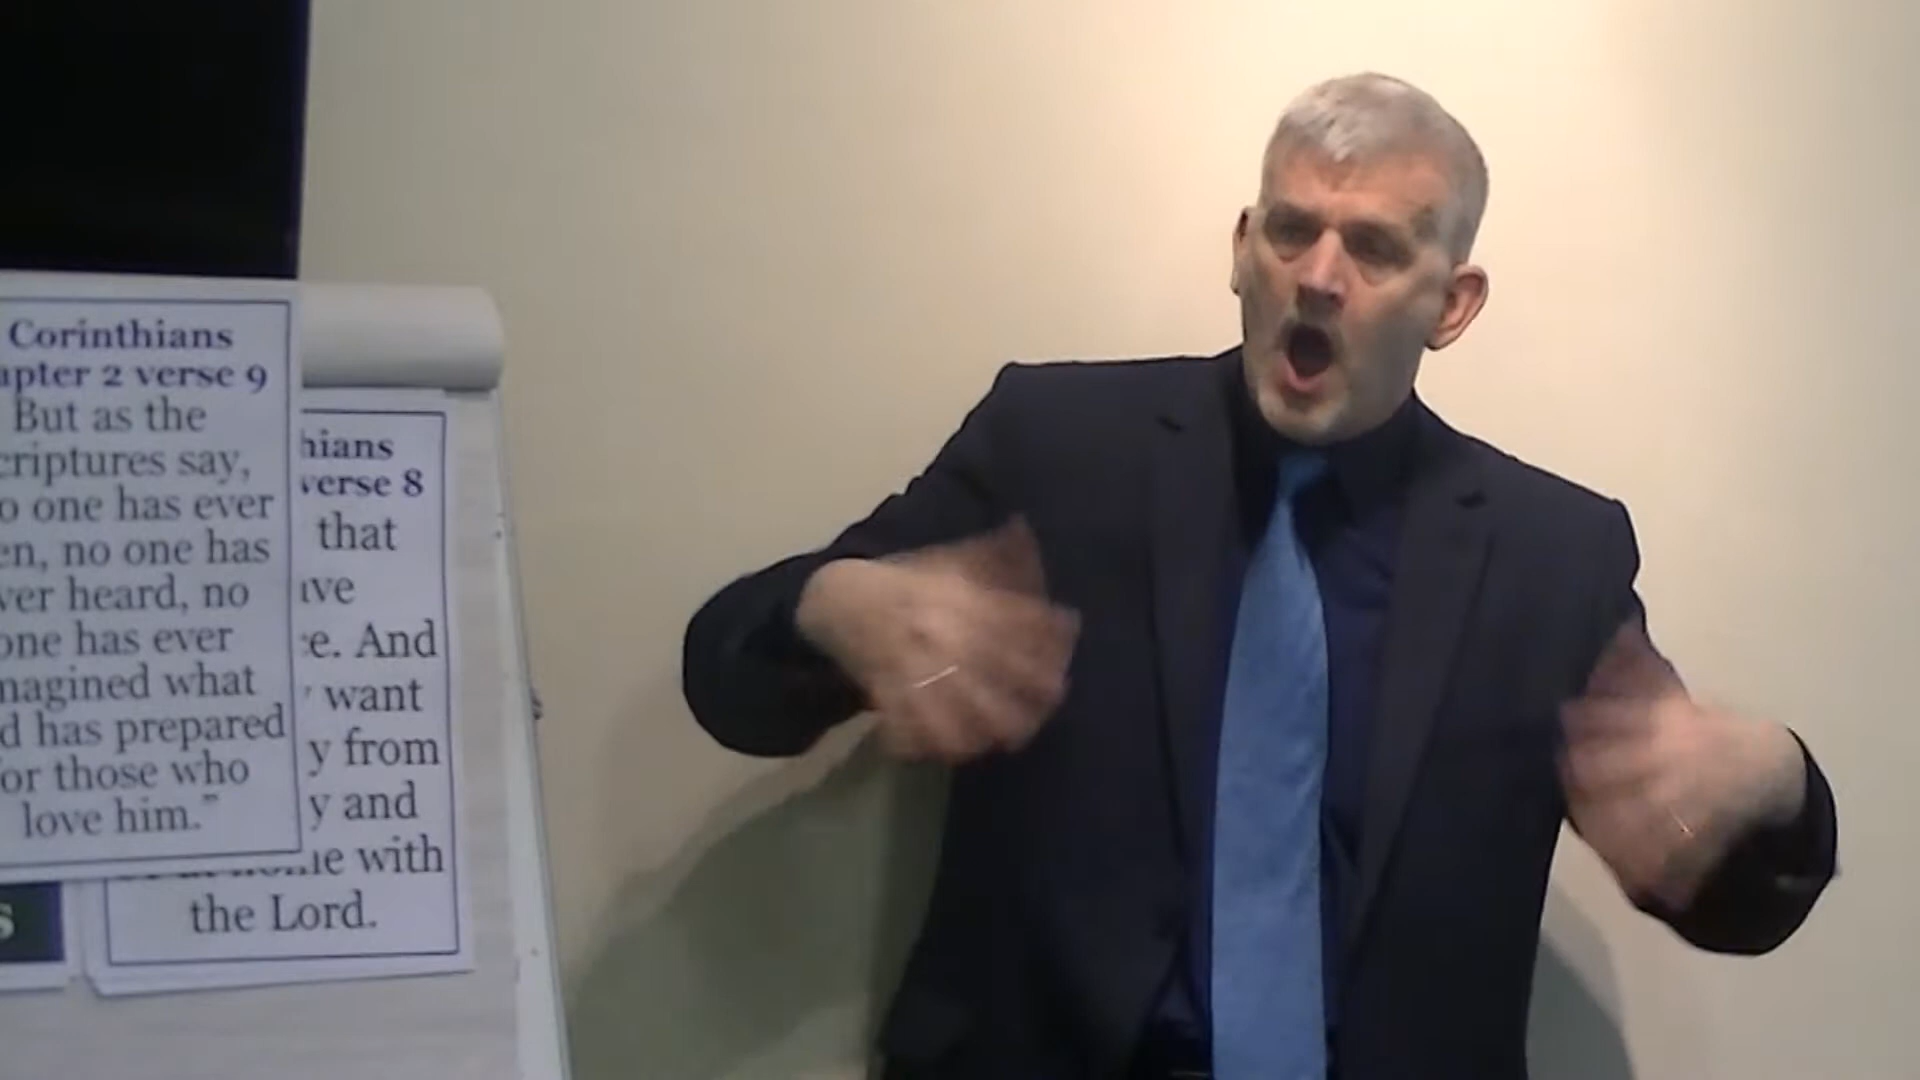 Corinthians
apter 2 verse 9
But as the
criptures say,
o one has ever
en, no one has
ver heard, no
one has ever
magined what
d has prepared
or those who
love him."
hians
verse 8
that
ve
e. And
want
y from
y and
e with
the Lord.
s